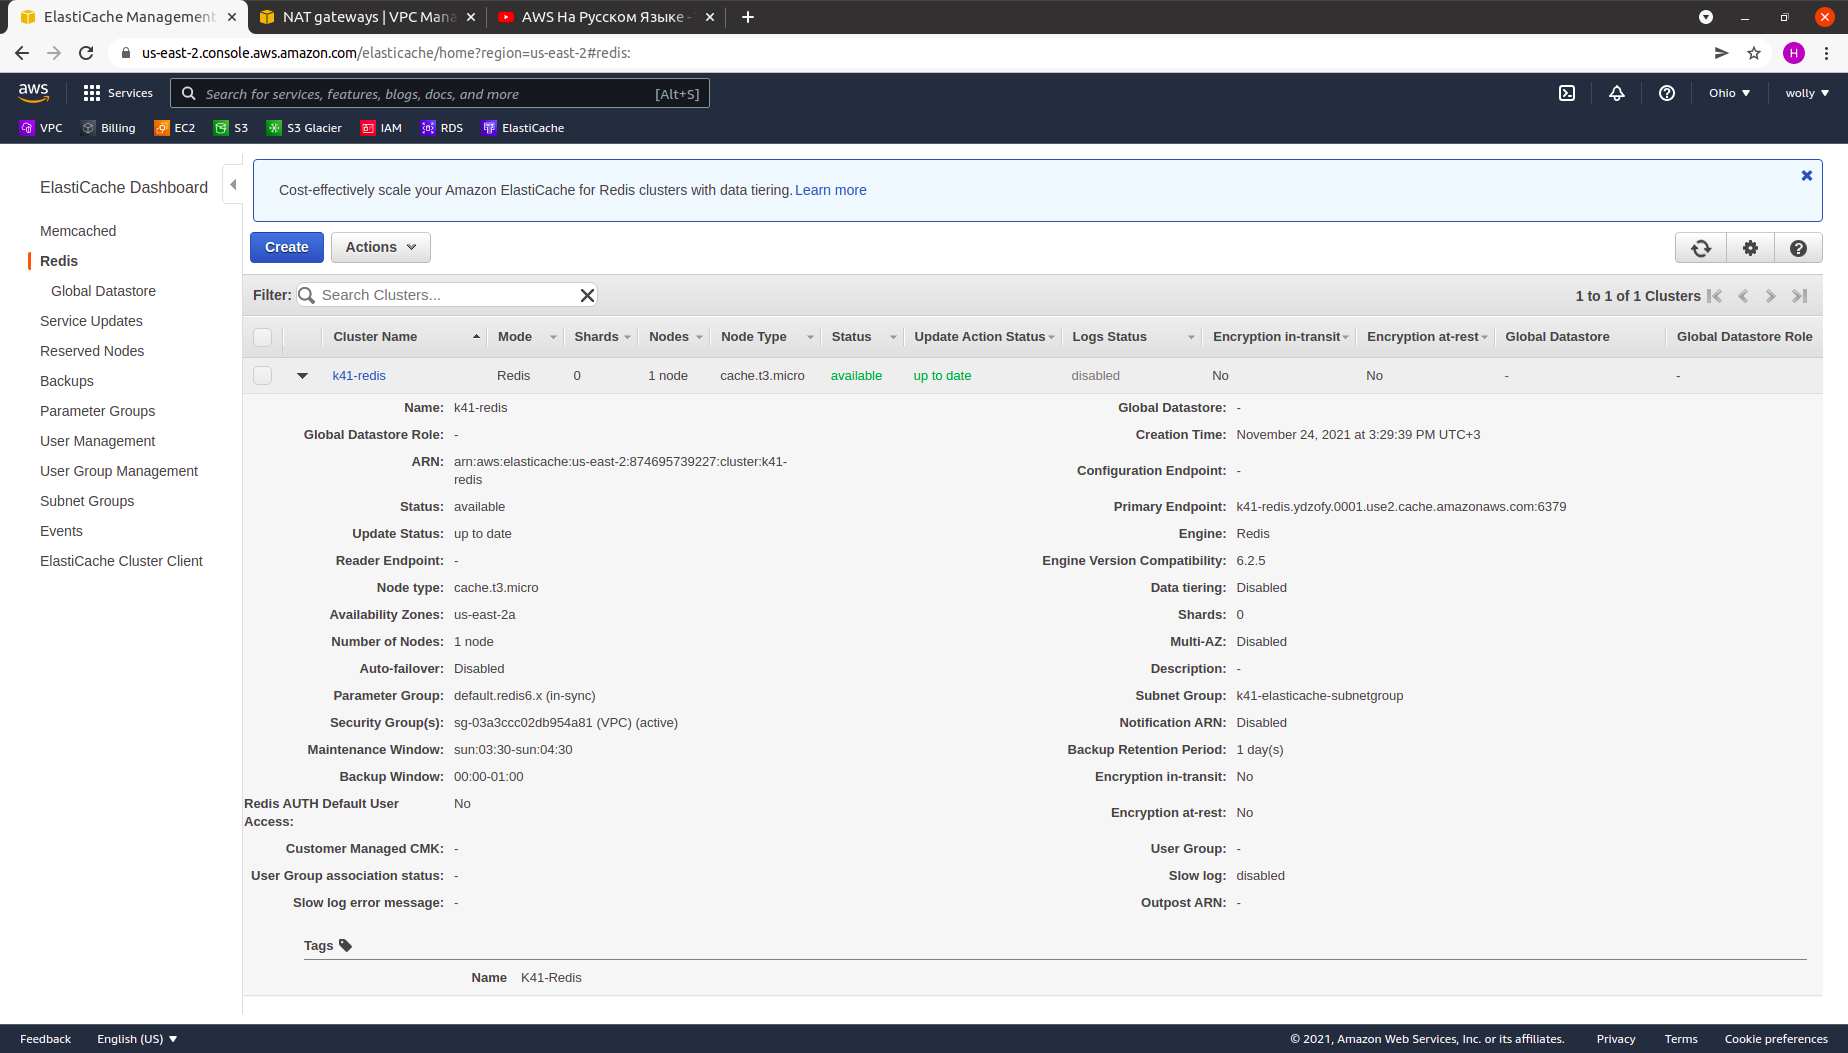 ElastiCache Management
NAT gateways | VPC Mana
AWS На Русском Языке -
us-east-2.console.aws.amazon.com/elasticache/home?region=us-east-2#redis:
H
aws
Services
Search for services, features, blogs, docs, and more
[Alt+S]
Ohio
wolly
VPC
Billing
EC2
S3
S3 Glacier
IAM
RDS
ElastiCache
ElastiCache Dashboard
Memcached
Redis
Global Datastore
Service Updates
Reserved Nodes
Backups
Parameter Groups
User Management
User Group Management
Subnet Groups
Events
ElastiCache Cluster Client
Cost-effectively scale your Amazon ElastiCache for Redis clusters with data tiering. Learn more
Create
Actions
Filter:
Search Clusters...
1 to 1 of 1 Clusters
Cluster Name Mode Shards Nodes Node Type Status Update Action Status Logs Status Encryption in-transit Encryption at-rest Global Datastore Global Datastore Role
k41-redis Redis 0 1 node cache.t3.micro available up to date disabled No No - -
Name: k41-redis
Global Datastore: -
Global Datastore Role: -
Creation Time: November 24, 2021 at 3:29:39 PM UTC+3
ARN: arn:aws:elasticache:us-east-2:874695739227:cluster:k41-
redis
Configuration Endpoint: -
Status: available
Primary Endpoint: k41-redis.ydzofy.0001.use2.cache.amazonaws.com:6379
Update Status: up to date
Engine: Redis
Reader Endpoint: -
Engine Version Compatibility: 6.2.5
Node type: cache.t3.micro
Data tiering: Disabled
Availability Zones: us-east-2a
Shards: 0
Number of Nodes: 1 node
Multi-AZ: Disabled
Auto-failover: Disabled
Description: -
Parameter Group: default.redis6.x (in-sync)
Subnet Group: k41-elasticache-subnetgroup
Security Group(s): sg-03a3ccc02db954a81 (VPC) (active)
Notification ARN: Disabled
Maintenance Window: sun:03:30-sun:04:30
Backup Retention Period: 1 day(s)
Backup Window: 00:00-01:00
Encryption in-transit: No
Redis AUTH Default User No
Access:
Encryption at-rest: No
Customer Managed CMK: -
User Group: -
User Group association status: -
Slow log: disabled
Slow log error message: -
Outpost ARN: -
Tags
Name K41-Redis
Feedback
English (US)
© 2021, Amazon Web Services, Inc. or its affiliates.
Privacy
Terms
Cookie preferences